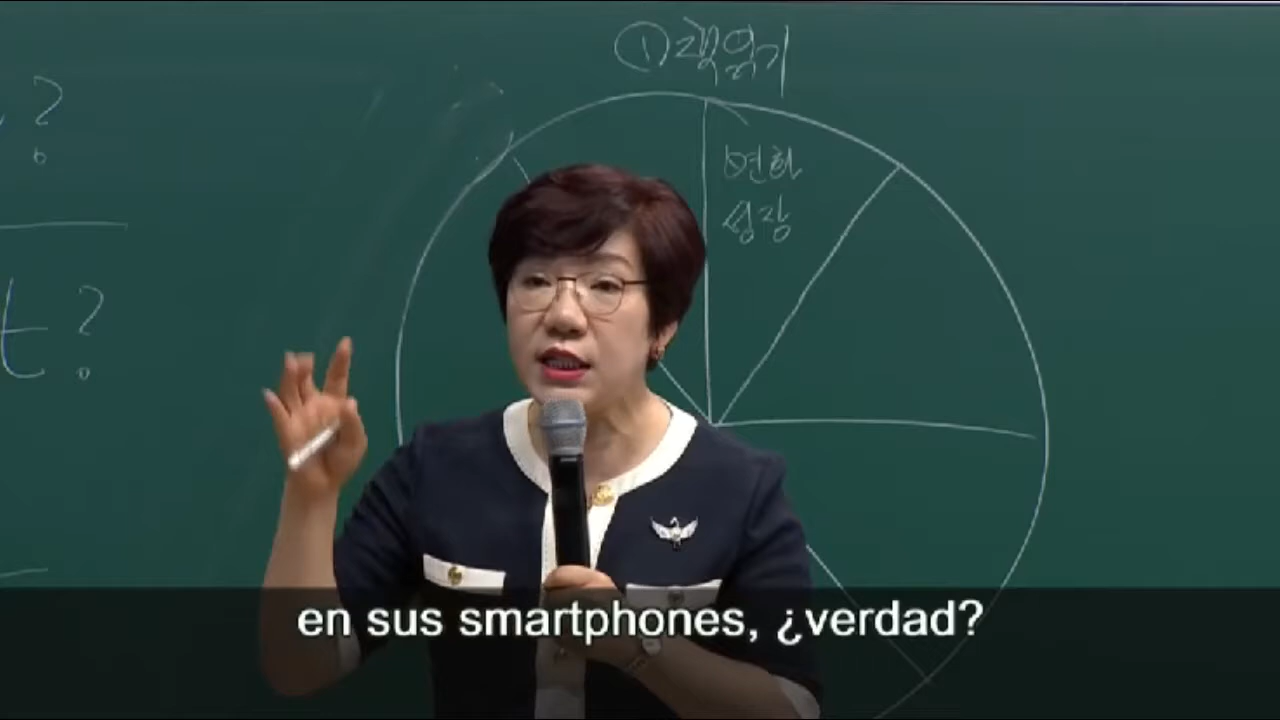 ① 책읽기
변화
성장
?
t?
en sus smartphones, ¿verdad?